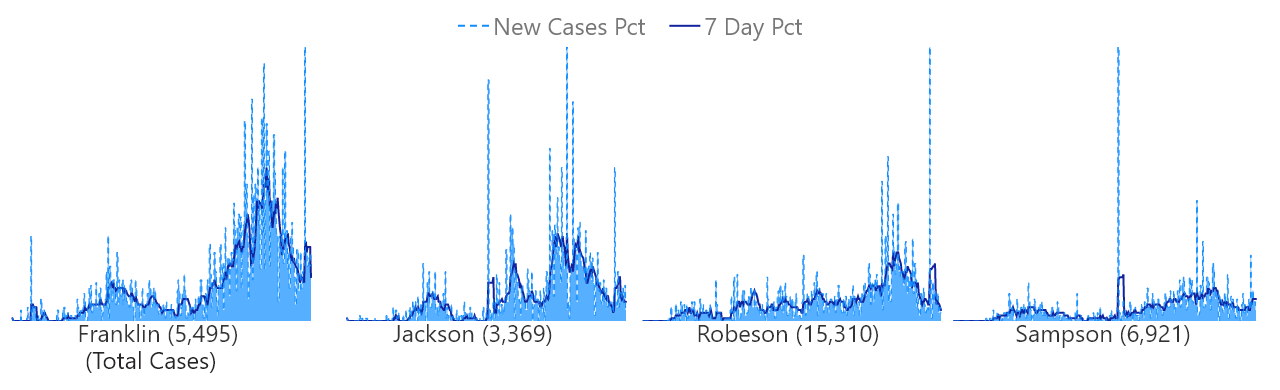 New Cases Pct 7 Day Pct
Franklin (5,495) Jackson (3,369) Robeson (15,310) Sampson (6,921)
(Total Cases)